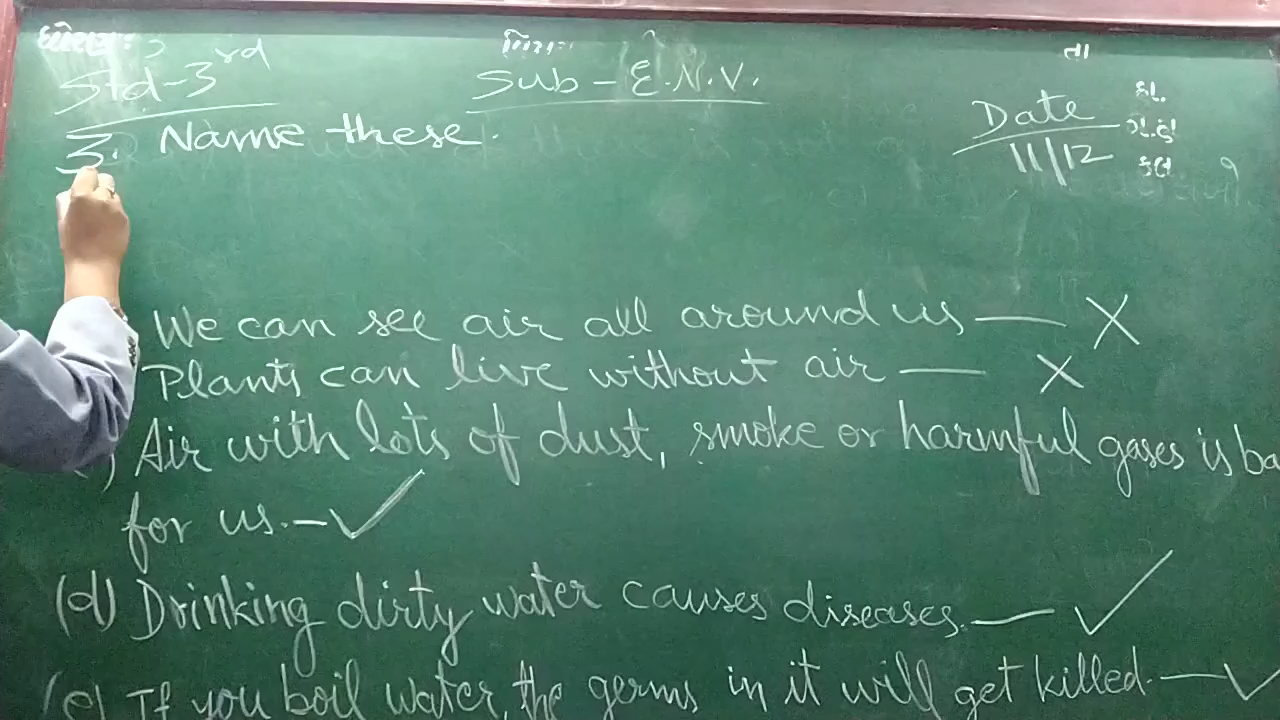 Std-3rd
Sub - E.N.V.
Date
11/12
3. Name these.
We can see air all around us — ✗
Plants can live without air — ✗
) Air with lots of dust, smoke or harmful gases is ba
for us. — ✓
(d) Drinking dirty water causes diseases. — ✓
(e) If you boil water, the germs in it will get killed. — ✓